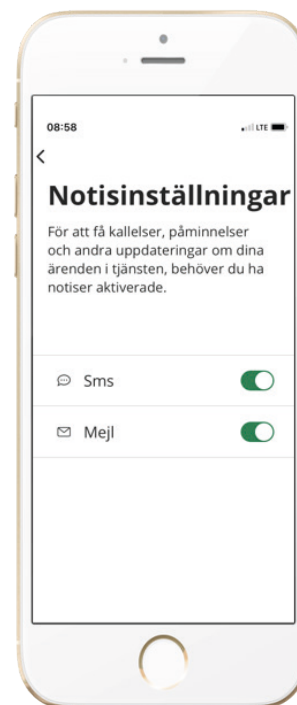 08:58
LTE
Notisinställningar
För att få kallelser, påminnelser
och andra uppdateringar om dina
ärenden i tjänsten, behöver du ha
notiser aktiverade.
Sms
Mejl